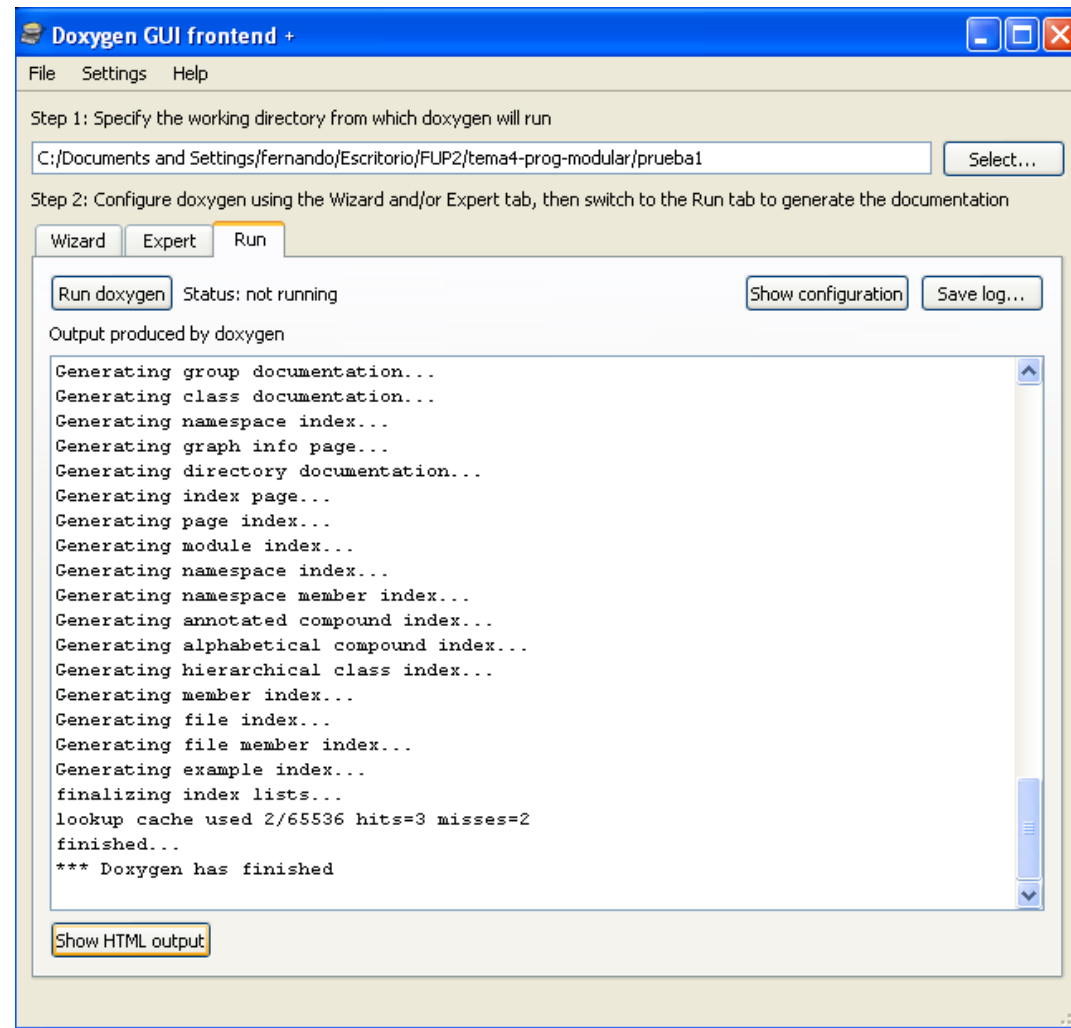 Doxygen GUI frontend +
File Settings Help
Step 1: Specify the working directory from which doxygen will run
C:/Documents and Settings/fernando/Escritorio/FUP2/tema4-prog-modular/prueba1 Select...
Step 2: Configure doxygen using the Wizard and/or Expert tab, then switch to the Run tab to generate the documentation
Wizard Expert Run
Run doxygen Status: not running Show configuration Save log...
Output produced by doxygen
Generating group documentation...
Generating class documentation...
Generating namespace index...
Generating graph info page...
Generating directory documentation...
Generating index page...
Generating page index...
Generating module index...
Generating namespace index...
Generating namespace member index...
Generating annotated compound index...
Generating alphabetical compound index...
Generating hierarchical class index...
Generating member index...
Generating file index...
Generating file member index...
Generating example index...
finalizing index lists...
lookup cache used 2/65536 hits=3 misses=2
finished...
*** Doxygen has finished
Show HTML output